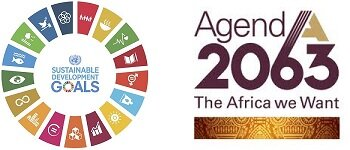 SUSTAINABLE
DEVELOPMENT
GOALS
AgendA
2063
The Africa we Want